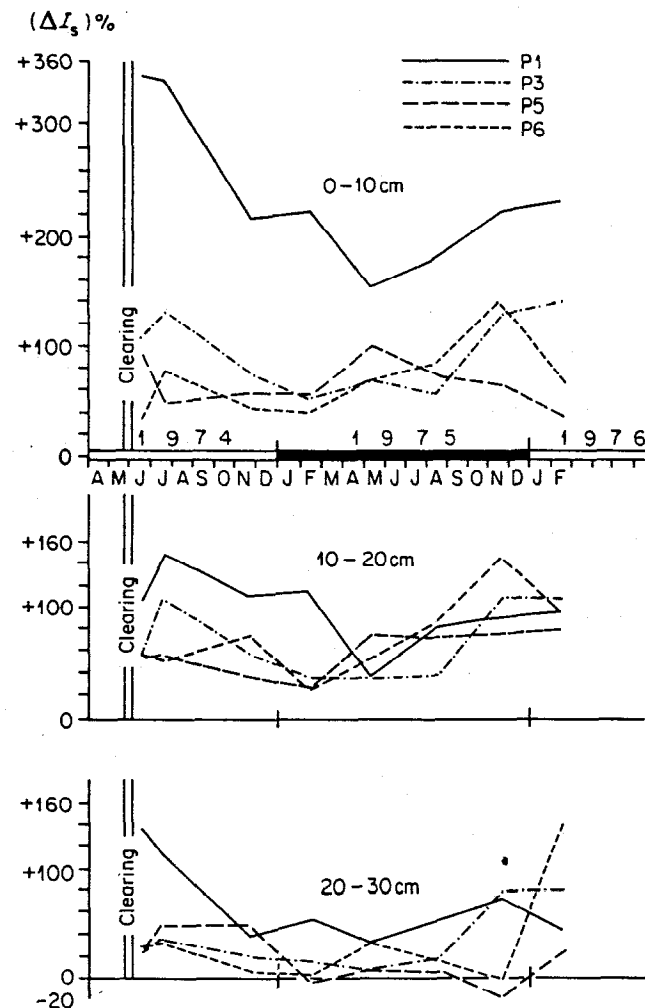 (ΔIs)%
+360
+300
+200
+100
0
P1
P3
P5
P6
0-10cm
Clearing
1 9 7 4 1 9 7 5 1 9 7 6
A M J J A S O N D J F M A M J J A S O N D J F
+160
+100
0
10-20cm
Clearing
+160
+100
0
-20
20-30cm
Clearing